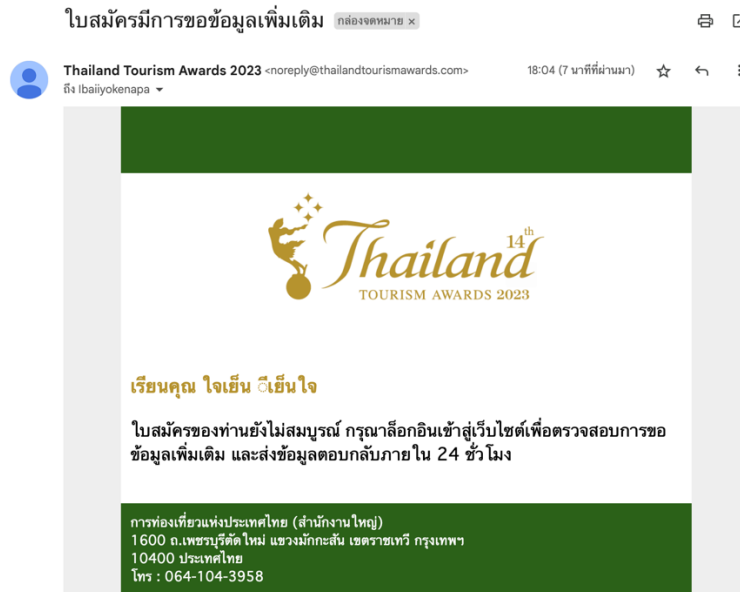 ใบสมัครมีการขอข้อมูลเพิ่มเติม กล่องจดหมาย ×
Thailand Tourism Awards 2023 <noreply@thailandtourismawards.com> 18:04 (7 นาทีที่ผ่านมา)
ถึง lbaiiyokenapa
Thailand 14th
TOURISM AWARDS 2023
เรียนคุณ ใจเย็น ีเย็นใจ
ใบสมัครของท่านยังไม่สมบูรณ์ กรุณาล็อกอินเข้าสู่เว็บไซต์เพื่อตรวจสอบการขอ
ข้อมูลเพิ่มเติม และส่งข้อมูลตอบกลับภายใน 24 ชั่วโมง
การท่องเที่ยวแห่งประเทศไทย (สำนักงานใหญ่)
1600 ถ.เพชรบุรีตัดใหม่ แขวงมักกะสัน เขตราชเทวี กรุงเทพฯ
10400 ประเทศไทย
โทร : 064-104-3958